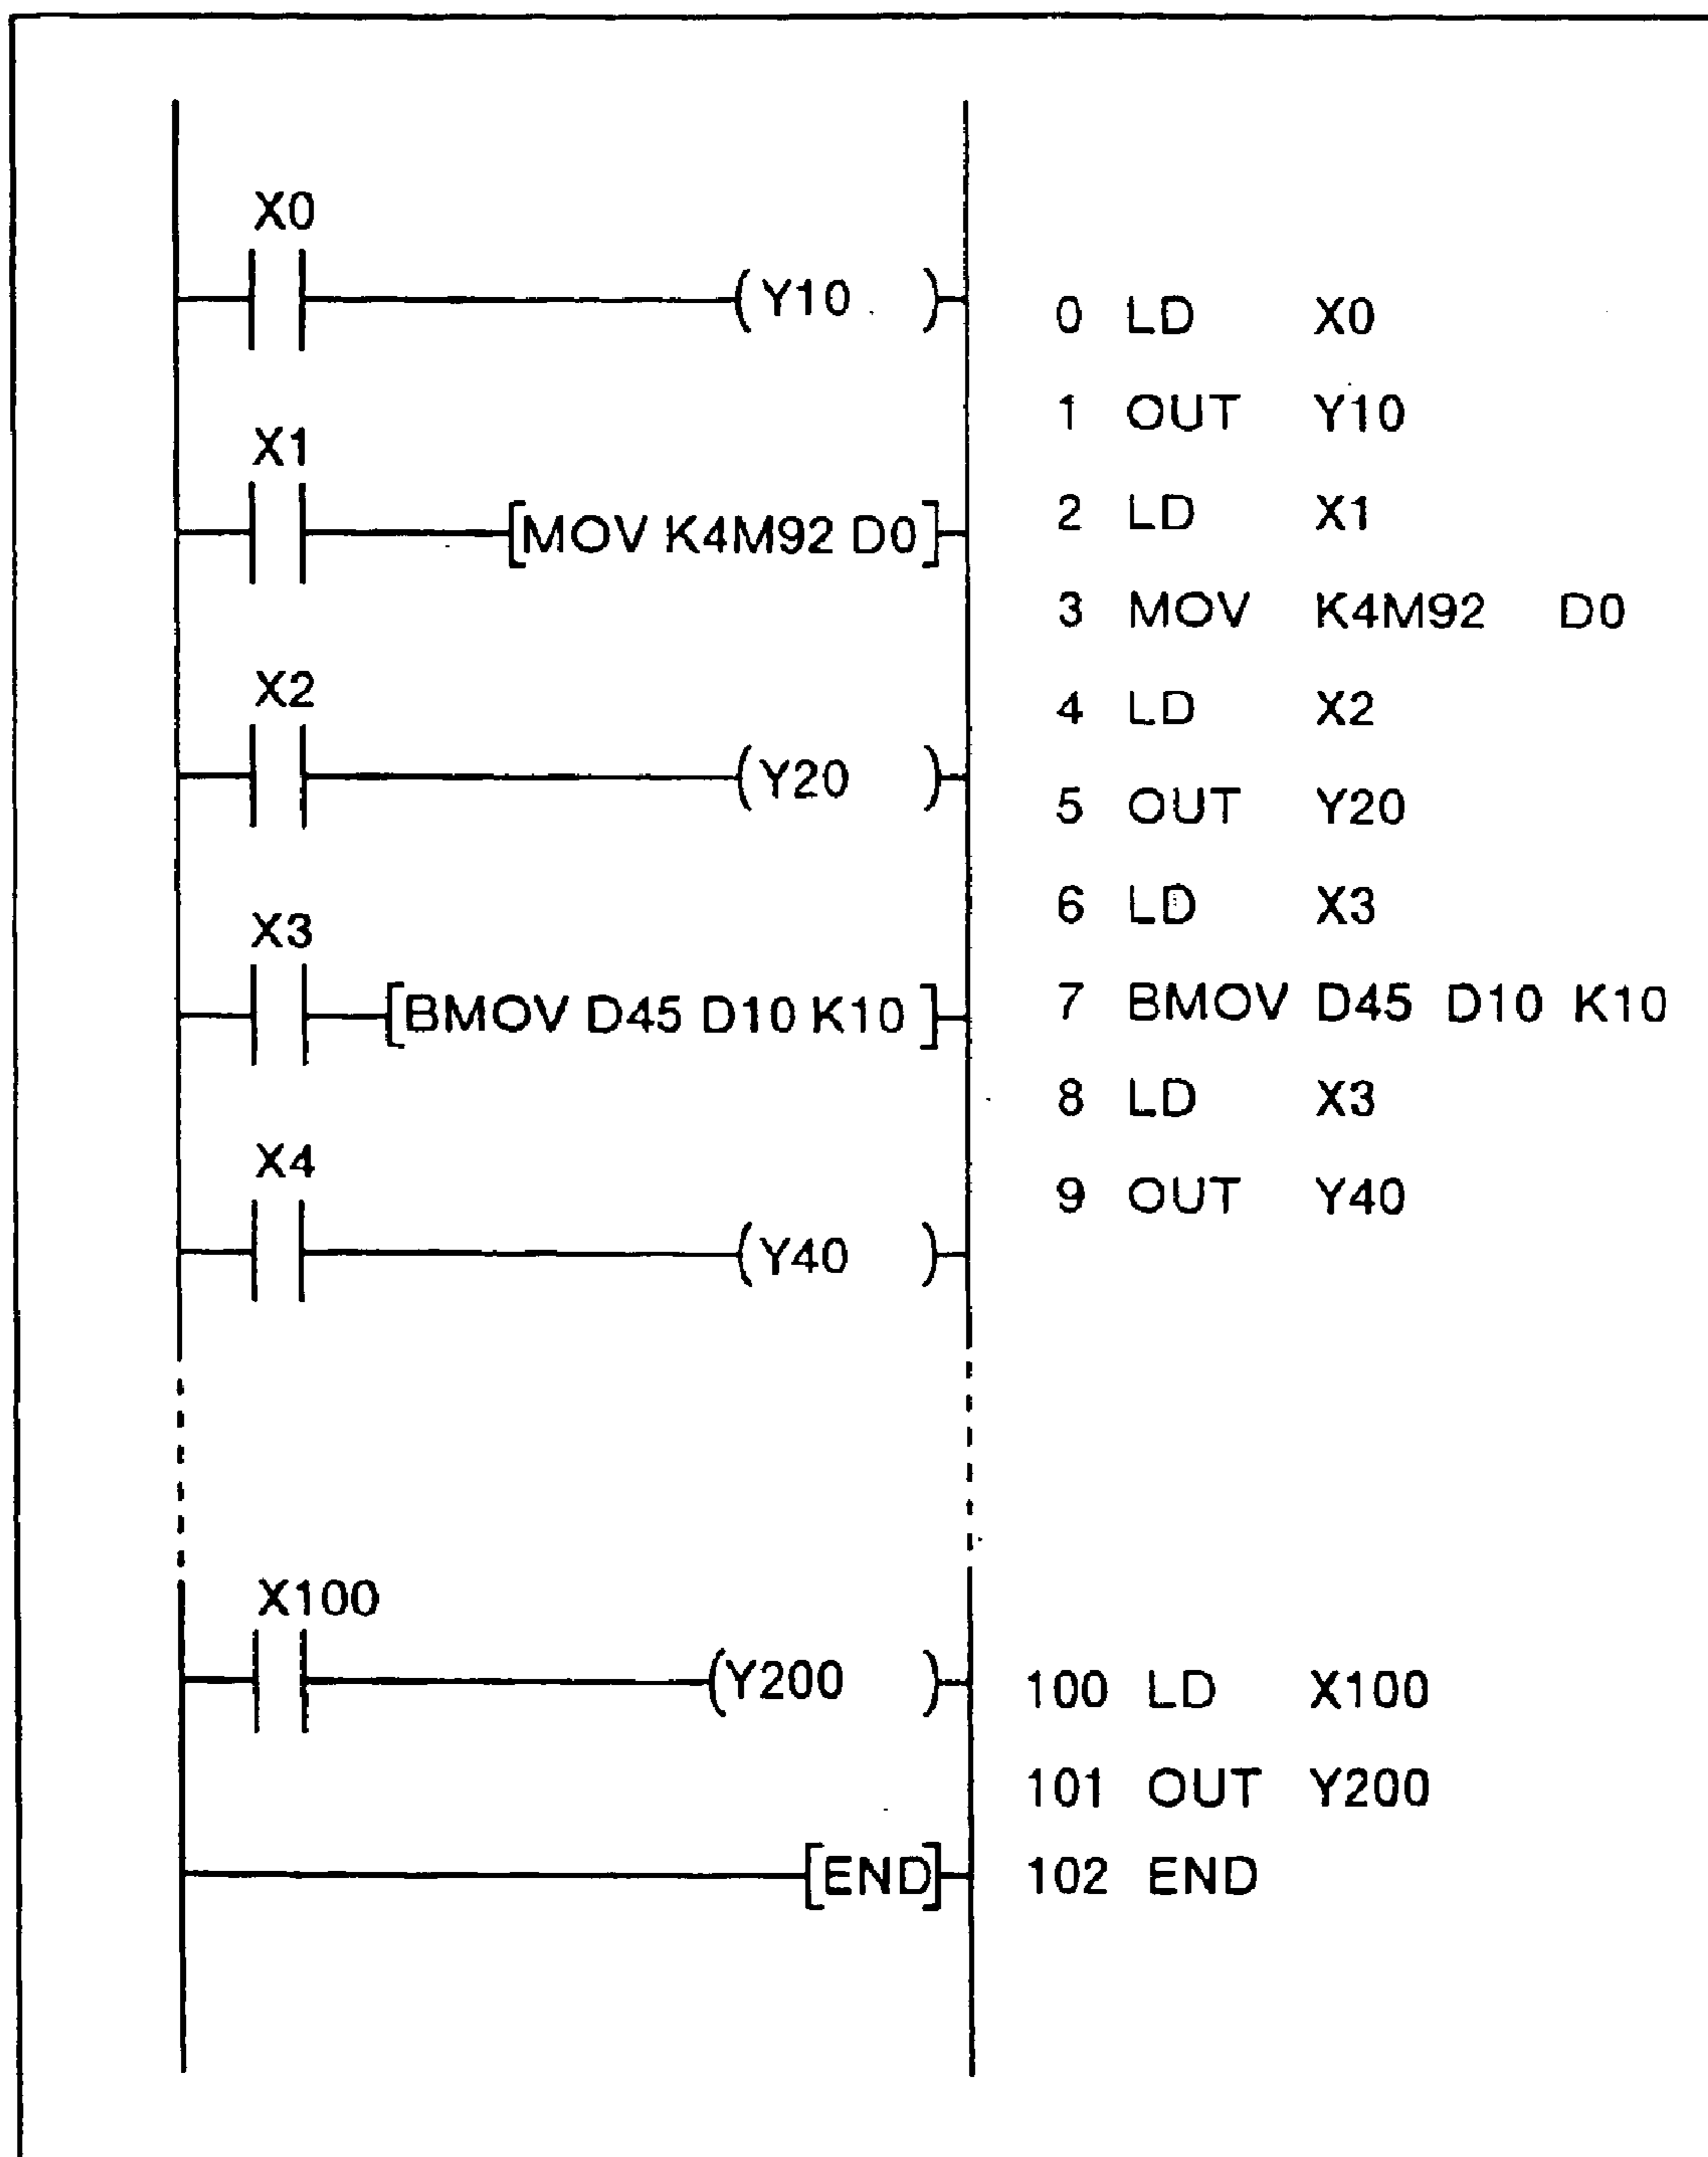 X0
(Y10 )
X1
[MOV K4M92 D0]
X2
(Y20 )
X3
[BMOV D45 D10 K10 ]
X4
(Y40 )
X100
(Y200 )
[END]
0 LD X0
1 OUT Y10
2 LD X1
3 MOV K4M92 D0
4 LD X2
5 OUT Y20
6 LD X3
7 BMOV D45 D10 K10
8 LD X3
9 OUT Y40
100 LD X100
101 OUT Y200
102 END